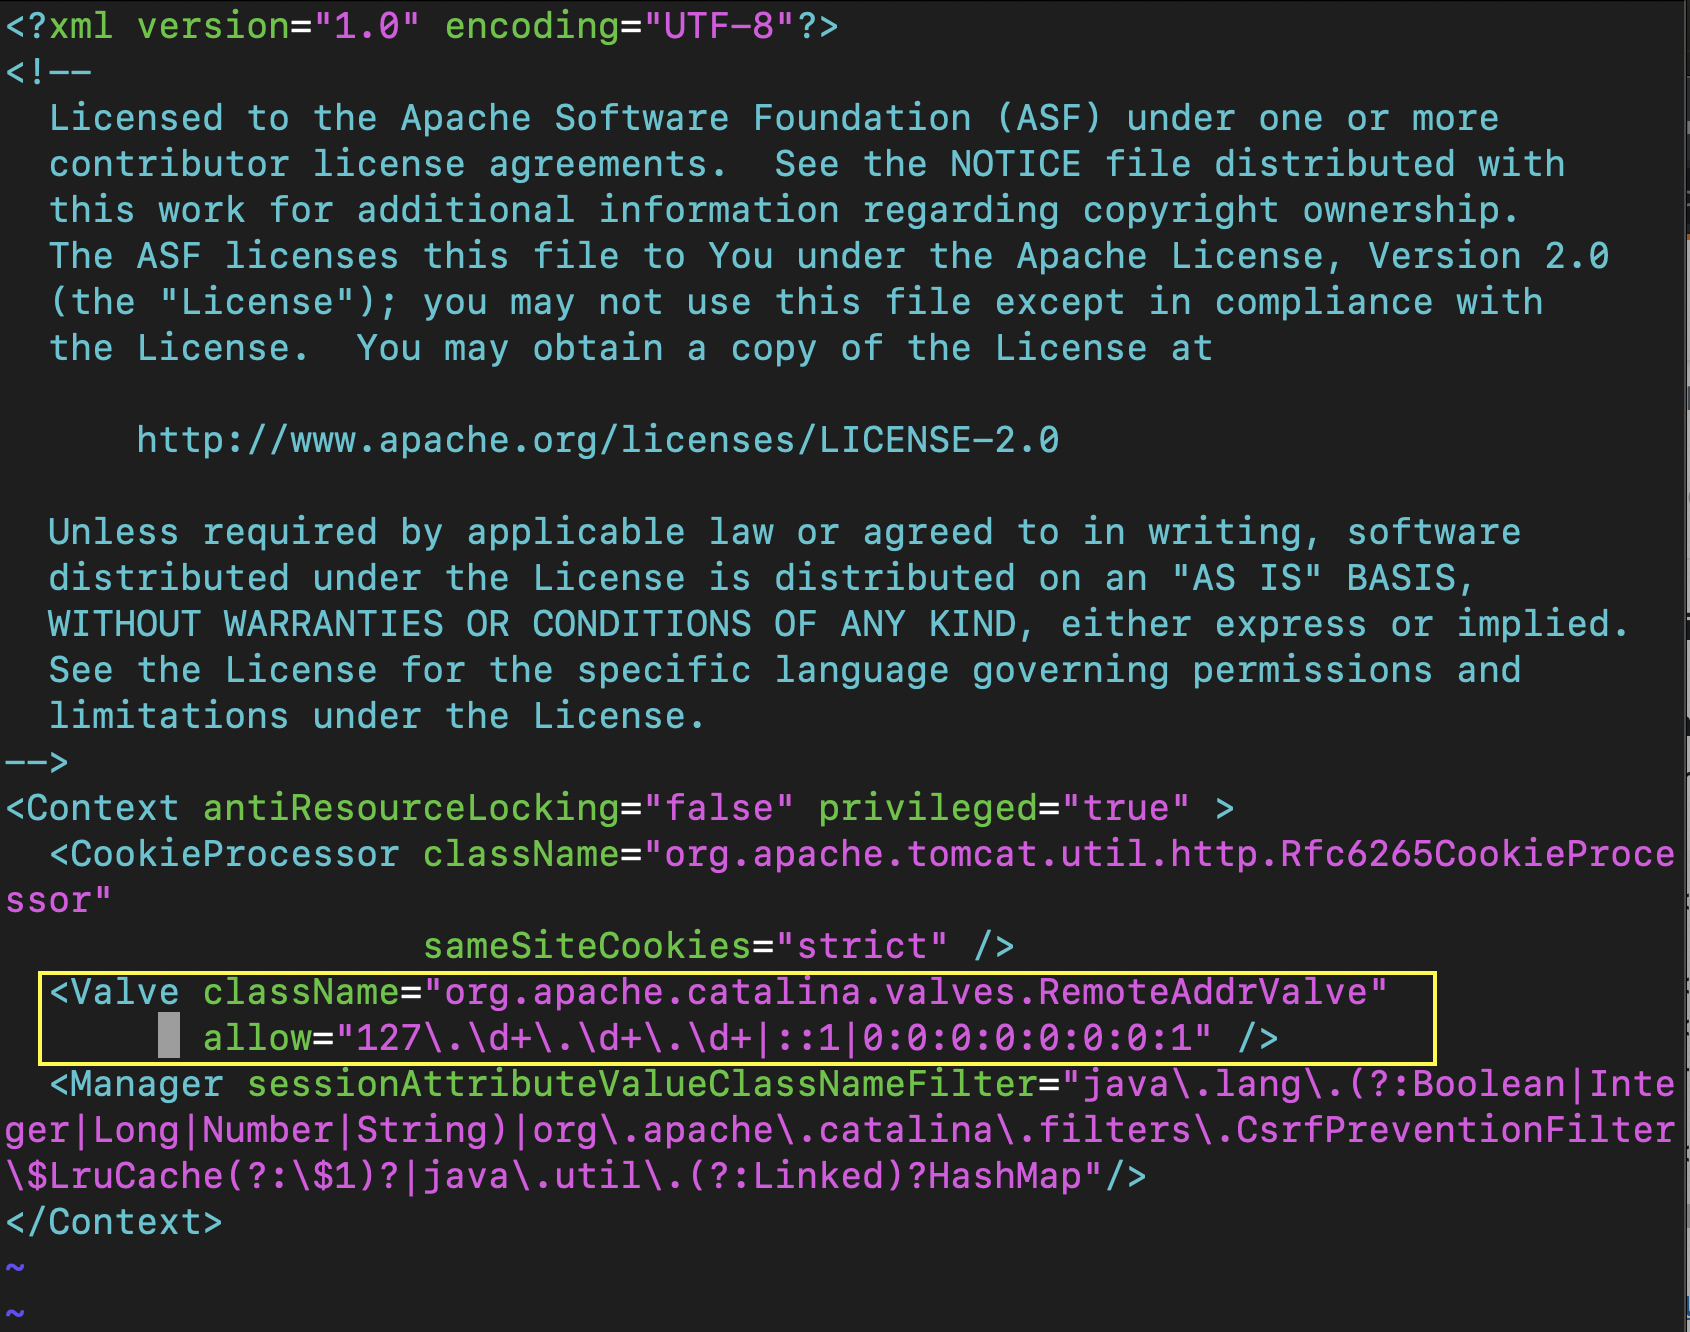 <?xml version="1.0" encoding="UTF-8"?>
<!--
  Licensed to the Apache Software Foundation (ASF) under one or more
  contributor license agreements.  See the NOTICE file distributed with
  this work for additional information regarding copyright ownership.
  The ASF licenses this file to You under the Apache License, Version 2.0
  (the "License"); you may not use this file except in compliance with
  the License.  You may obtain a copy of the License at

      http://www.apache.org/licenses/LICENSE-2.0

  Unless required by applicable law or agreed to in writing, software
  distributed under the License is distributed on an "AS IS" BASIS,
  WITHOUT WARRANTIES OR CONDITIONS OF ANY KIND, either express or implied.
  See the License for the specific language governing permissions and
  limitations under the License.
-->
<Context antiResourceLocking="false" privileged="true" >
  <CookieProcessor className="org.apache.tomcat.util.http.Rfc6265CookieProce
ssor"
                   sameSiteCookies="strict" />
  <Valve className="org.apache.catalina.valves.RemoteAddrValve"
         allow="127\.\d+\.\d+\.\d+|::1|0:0:0:0:0:0:0:1" />
  <Manager sessionAttributeValueClassNameFilter="java\.lang\.(?:Boolean|Inte
ger|Long|Number|String)|org\.apache\.catalina\.filters\.CsrfPreventionFilter
\$LruCache(?:\$1)?|java\.util\.(?:Linked)?HashMap"/>
</Context>
~
~